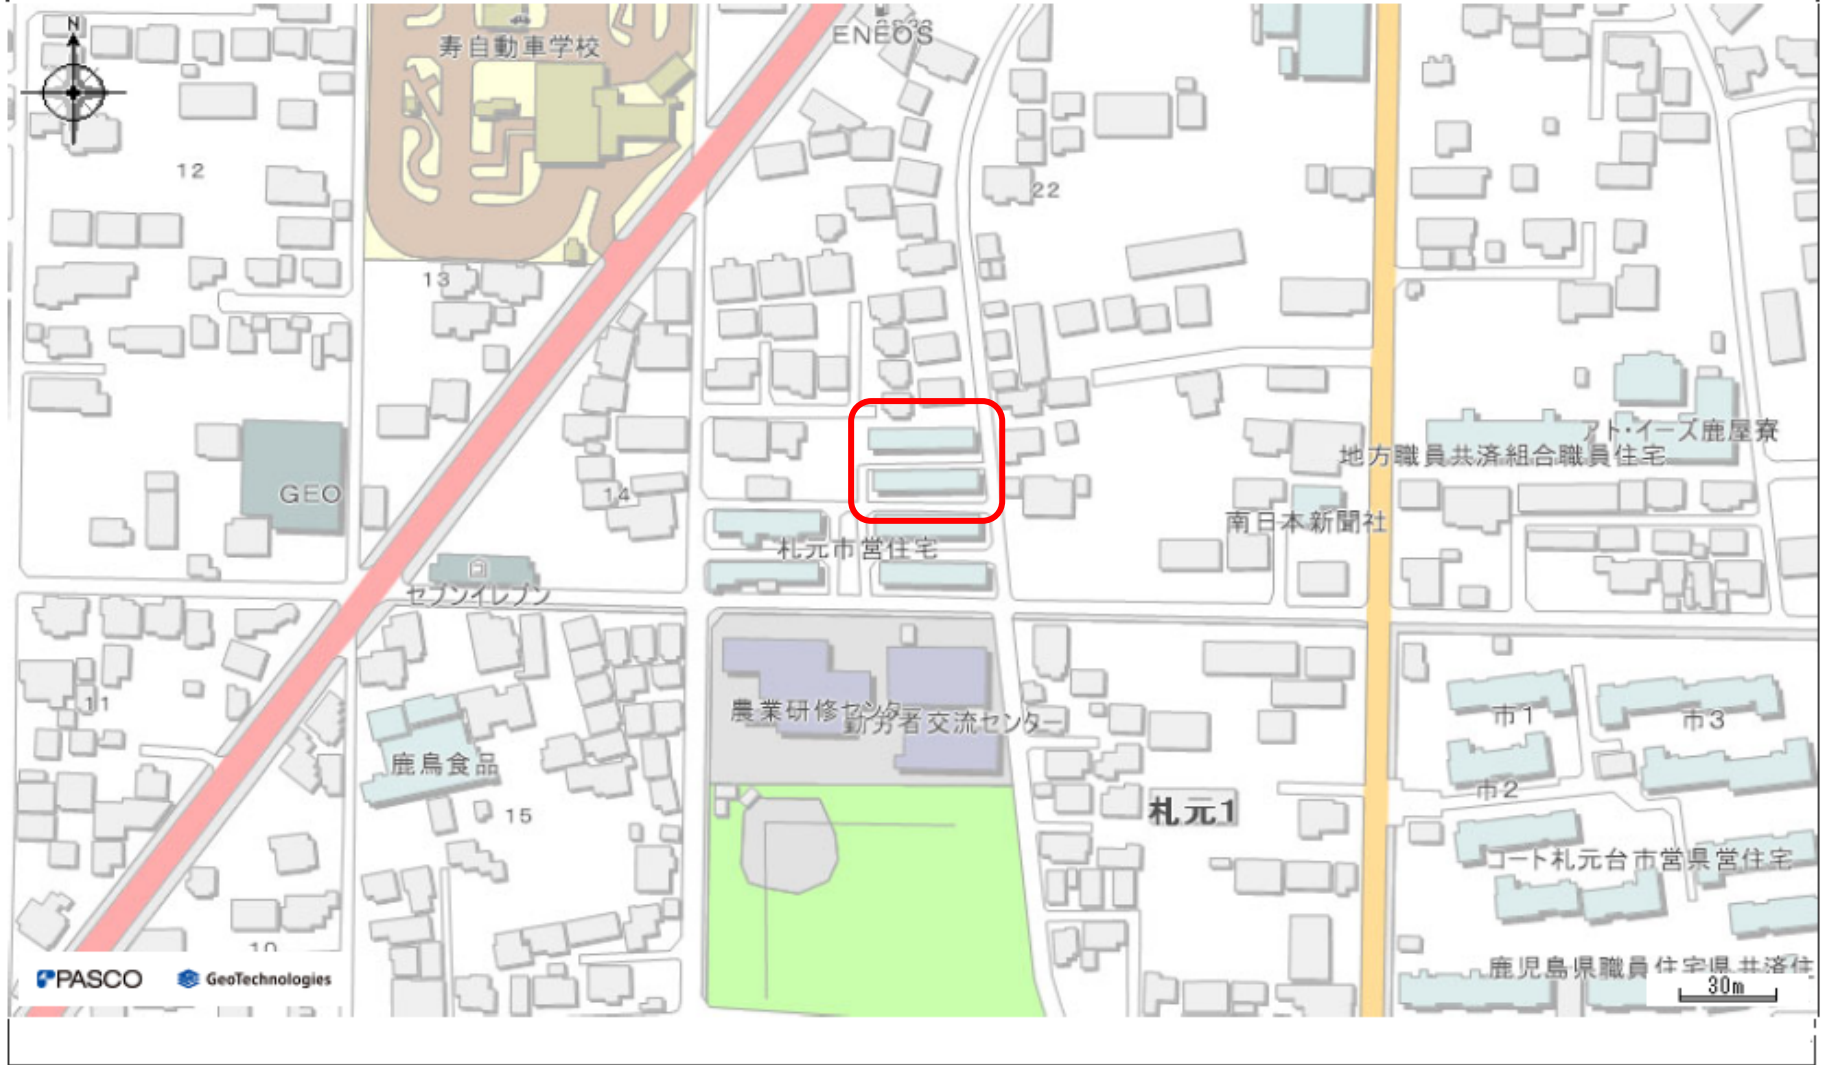 N
寿自動車学校
ENEOS
12
22
13
アト・イーズ鹿屋寮
地方職員共済組合職員住宅
GEO
14
南日本新聞社
札元市営住宅
セブンイレブン
11
農業研修センター
勤労者交流センター
市1
市3
鹿鳥食品
市2
15
札元1
コート札元台市営県営住宅
10
PASCO
GeoTechnologies
鹿児島県職員住宅県共済住
30m